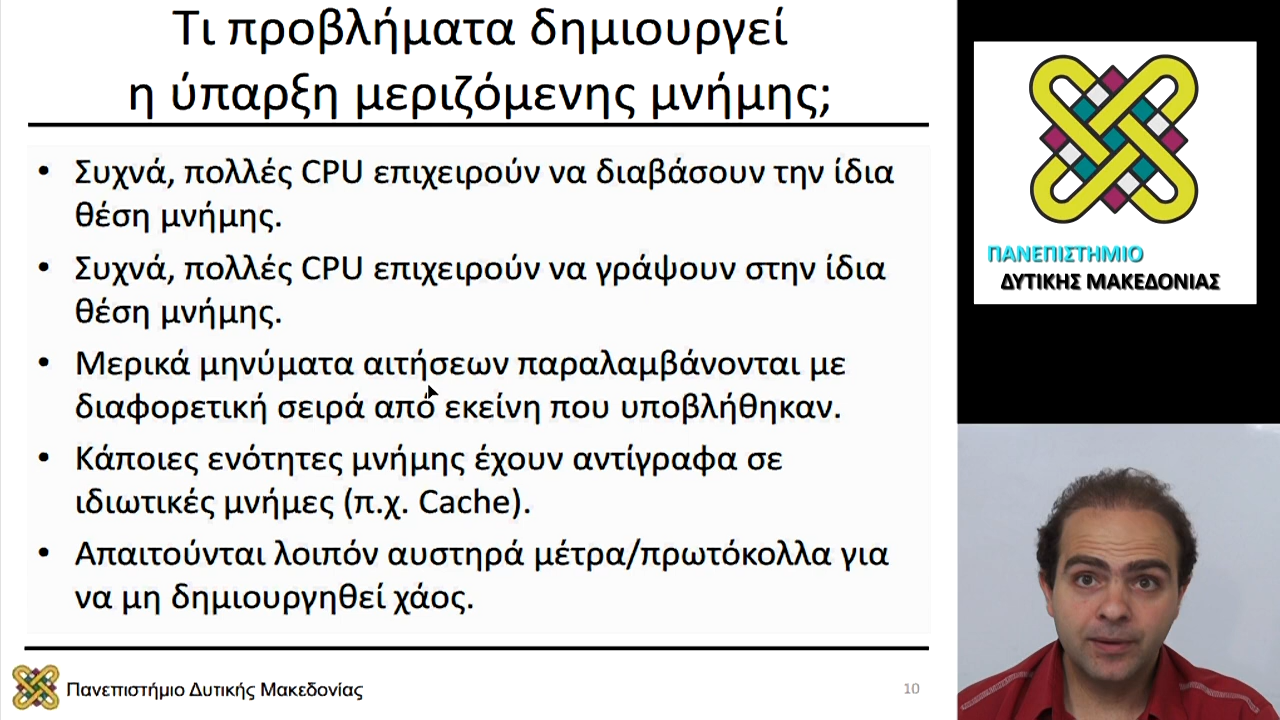 Τι προβλήματα δημιουργεί
η ύπαρξη μεριζόμενης μνήμης;
• Συχνά, πολλές CPU επιχειρούν να διαβάσουν την ίδια
θέση μνήμης.
• Συχνά, πολλές CPU επιχειρούν να γράψουν στην ίδια
θέση μνήμης.
• Μερικά μηνύματα αιτήσεων παραλαμβάνονται με
διαφορετική σειρά από εκείνη που υποβλήθηκαν.
• Κάποιες ενότητες μνήμης έχουν αντίγραφα σε
ιδιωτικές μνήμες (π.χ. Cache).
• Απαιτούνται λοιπόν αυστηρά μέτρα/πρωτόκολλα για
να μη δημιουργηθεί χάος.
Πανεπιστήμιο Δυτικής Μακεδονίας
10
ΠΑΝΕΠΙΣΤΗΜΙΟ
ΔΥΤΙΚΗΣ ΜΑΚΕΔΟΝΙΑΣ